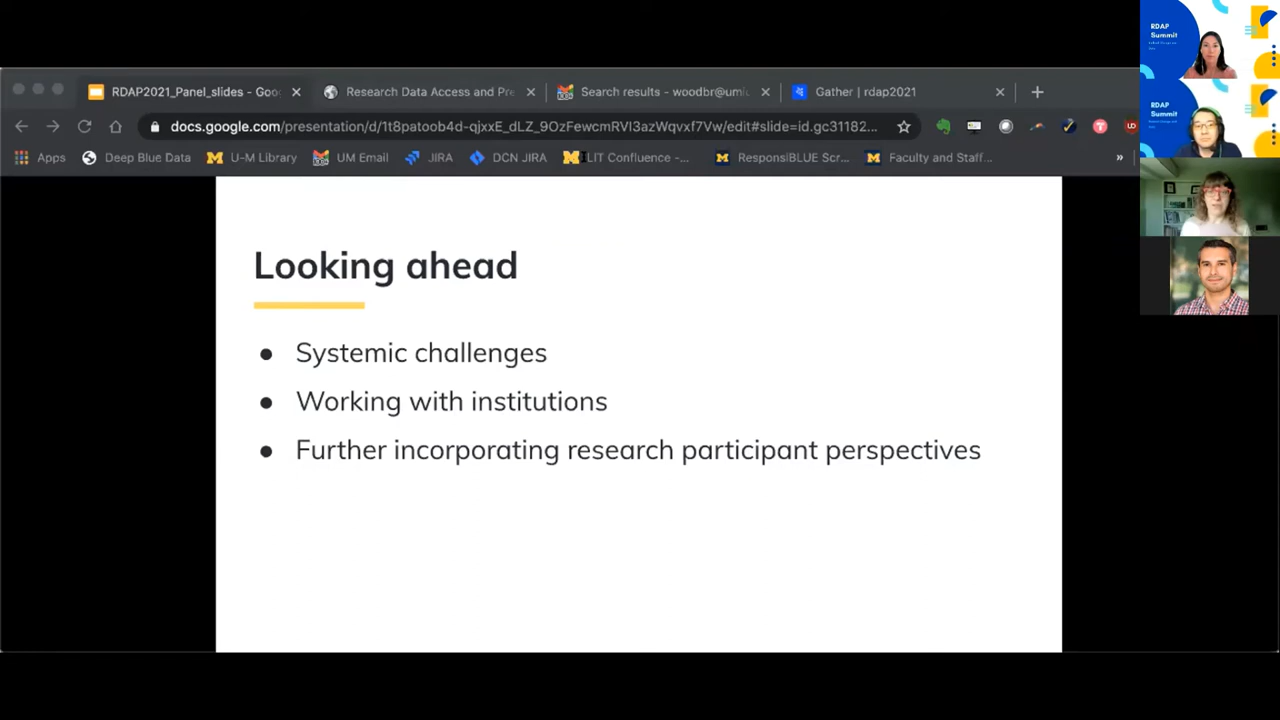 RDAP2021_Panel_slides - Goo
Research Data Access and Pre
Search results - woodbr@umic
Gather | rdap2021
docs.google.com/presentation/d/1t8patoob4d-qjxxE_dLZ_9OzFewcmRVI3azWqvxf7Vw/edit#slide=id.gc31182...
Apps
Deep Blue Data
U-M Library
UM Email
JIRA
DCN JIRA
LIT Confluence -...
ResponsiBLUE Scr...
Faculty and Staff...
»
Looking ahead
● Systemic challenges
● Working with institutions
● Further incorporating research participant perspectives
RDAP
Summit
RDAP
Summit